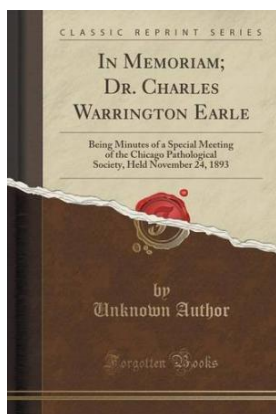 CLASSIC REPRINT SERIES
IN MEMORIAM;
DR. CHARLES
WARRINGTON EARLE
Being Minutes of a Special Meeting
of the Chicago Pathological
Society, Held November 24, 1893
by
Unknown Author
Forgotten Books